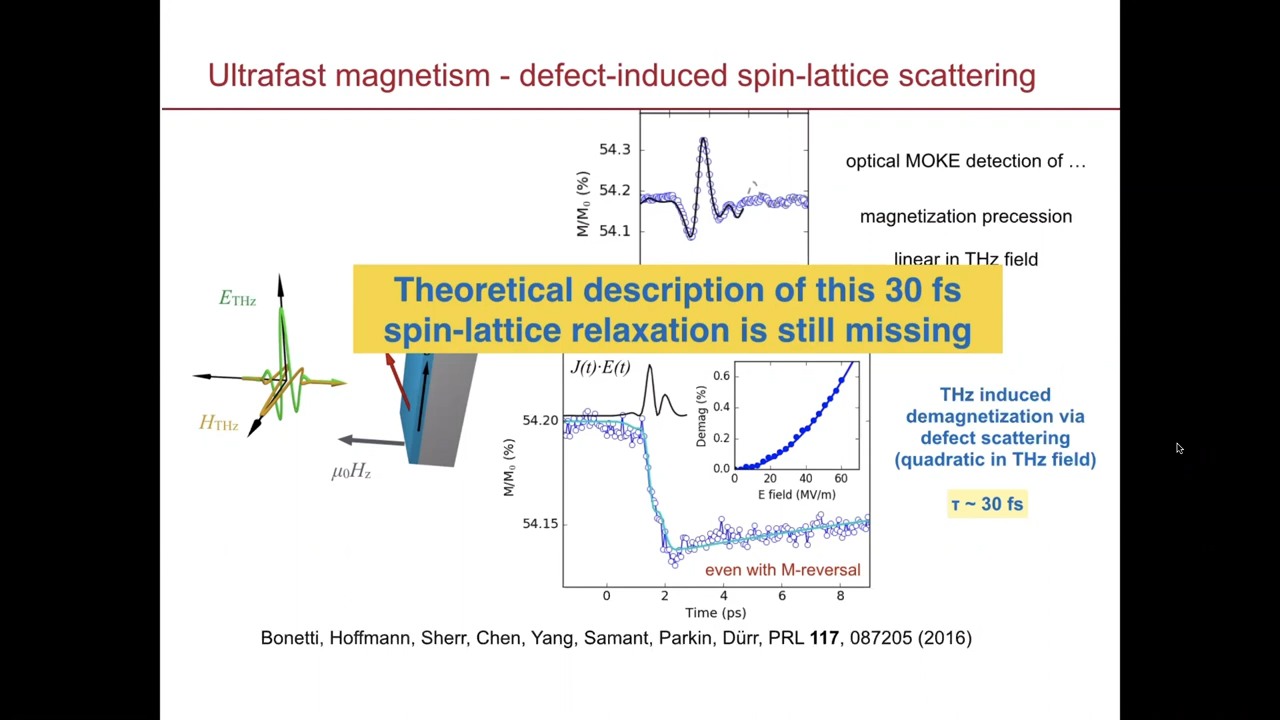 Ultrafast magnetism - defect-induced spin-lattice scattering
54.3
54.2
54.1
M/M₀ (%)
optical MOKE detection of …
magnetization precession
linear in THz field
Theoretical description of this 30 fs
spin-lattice relaxation is still missing
E_THz
H_THz
μ₀H_z
J(t)·E(t)
54.20
54.15
M/M₀ (%)
0.6
0.4
0.2
0.0
Demag (%)
0 20 40 60
E field (MV/m)
even with M-reversal
0 2 4 6 8
Time (ps)
THz induced
demagnetization via
defect scattering
(quadratic in THz field)
τ ~ 30 fs
Bonetti, Hoffmann, Sherr, Chen, Yang, Samant, Parkin, Dürr, PRL 117, 087205 (2016)